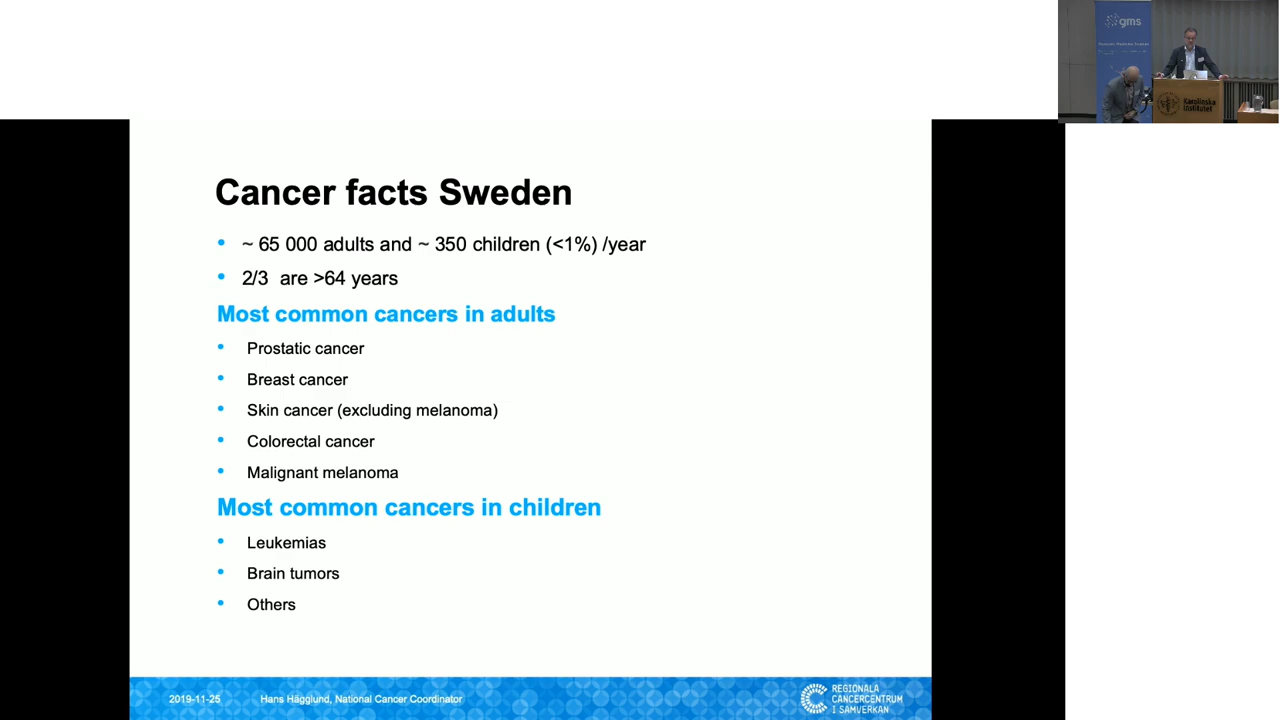 gms
Karolinska
Institutet
Cancer facts Sweden
• ~ 65 000 adults and ~ 350 children (<1%) /year
• 2/3 are >64 years
Most common cancers in adults
• Prostatic cancer
• Breast cancer
• Skin cancer (excluding melanoma)
• Colorectal cancer
• Malignant melanoma
Most common cancers in children
• Leukemias
• Brain tumors
• Others
2019-11-25
Hans Hägglund, National Cancer Coordinator
REGIONALA
CANCERCENTRUM
I SAMVERKAN